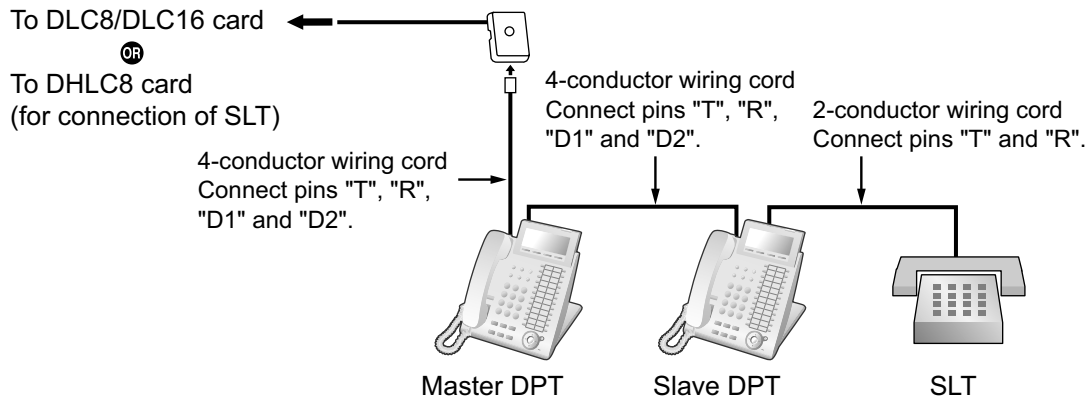 To DLC8/DLC16 card
OR
To DHLC8 card
(for connection of SLT)
4-conductor wiring cord
Connect pins "T", "R",
"D1" and "D2".
4-conductor wiring cord
Connect pins "T", "R",
"D1" and "D2".
2-conductor wiring cord
Connect pins "T" and "R".
Master DPT
Slave DPT
SLT